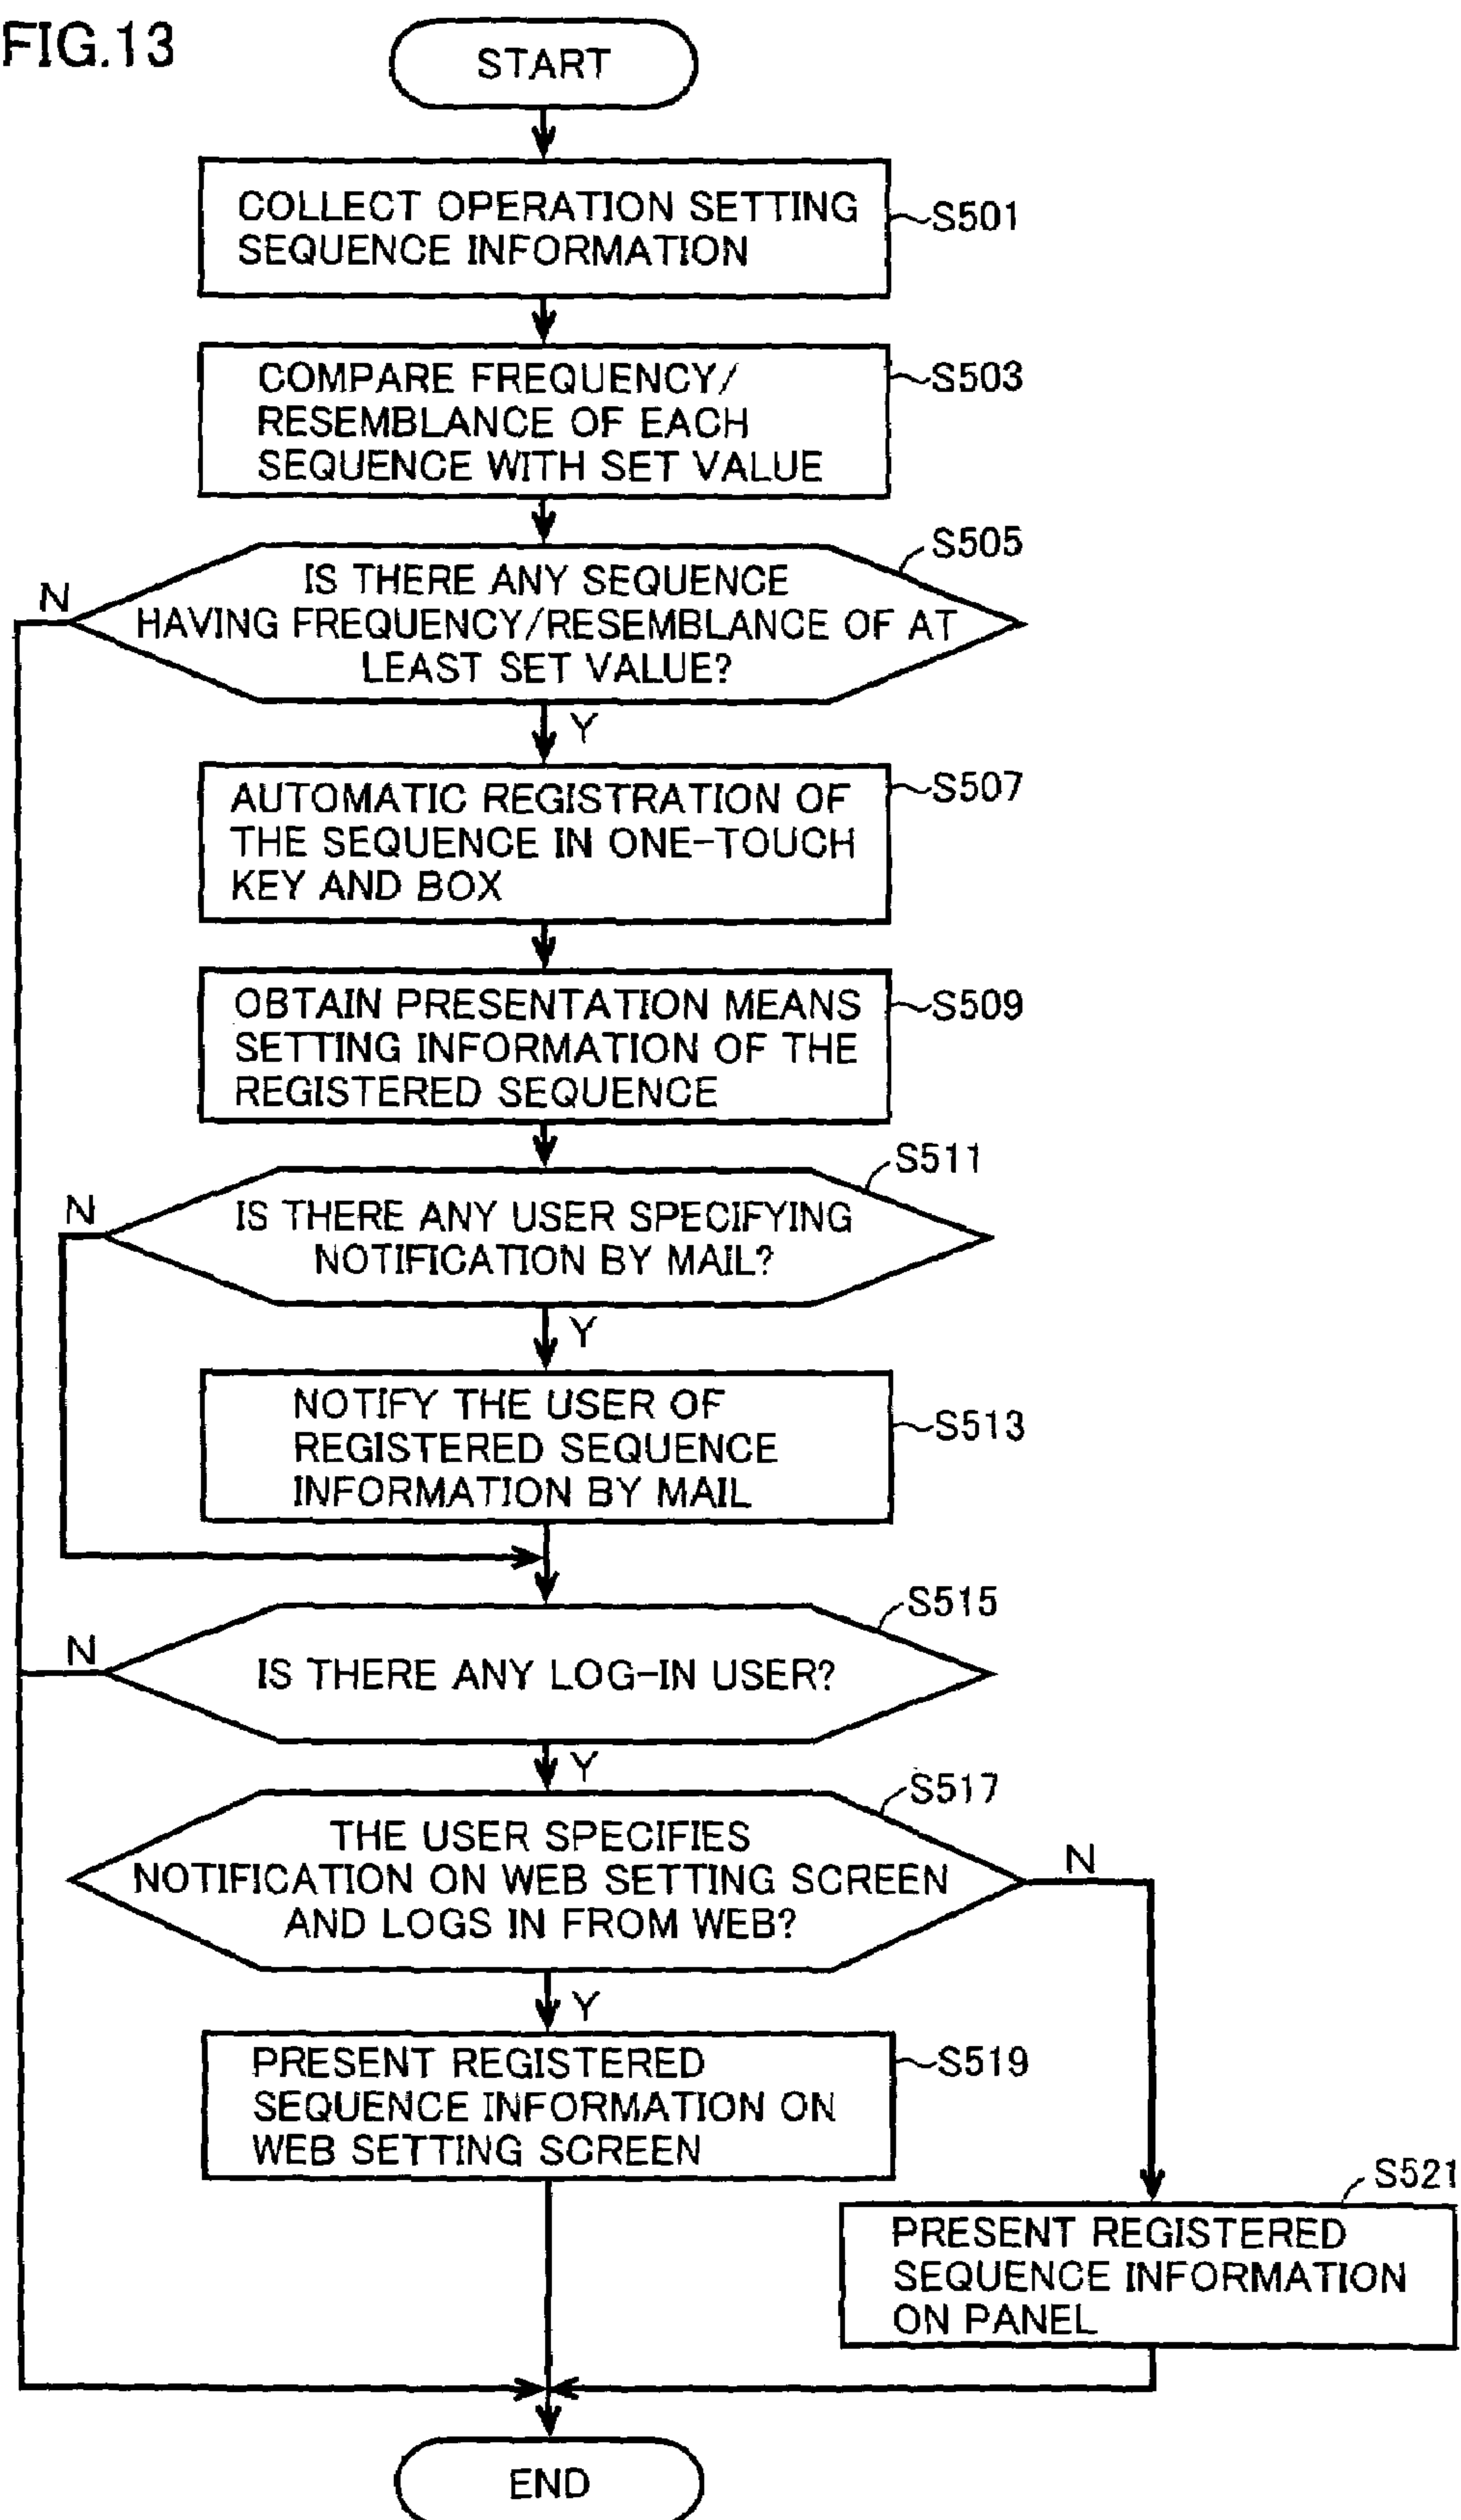 FIG.13
START
COLLECT OPERATION SETTING
SEQUENCE INFORMATION
S501
COMPARE FREQUENCY/
RESEMBLANCE OF EACH
SEQUENCE WITH SET VALUE
S503
S505
IS THERE ANY SEQUENCE
HAVING FREQUENCY/RESEMBLANCE OF AT
LEAST SET VALUE?
N
Y
AUTOMATIC REGISTRATION OF
THE SEQUENCE IN ONE-TOUCH
KEY AND BOX
S507
OBTAIN PRESENTATION MEANS
SETTING INFORMATION OF THE
REGISTERED SEQUENCE
S509
S511
IS THERE ANY USER SPECIFYING
NOTIFICATION BY MAIL?
N
Y
NOTIFY THE USER OF
REGISTERED SEQUENCE
INFORMATION BY MAIL
S513
S515
IS THERE ANY LOG-IN USER?
N
Y
S517
THE USER SPECIFIES
NOTIFICATION ON WEB SETTING SCREEN
AND LOGS IN FROM WEB?
N
Y
PRESENT REGISTERED
SEQUENCE INFORMATION ON
WEB SETTING SCREEN
S519
S521
PRESENT REGISTERED
SEQUENCE INFORMATION
ON PANEL
END